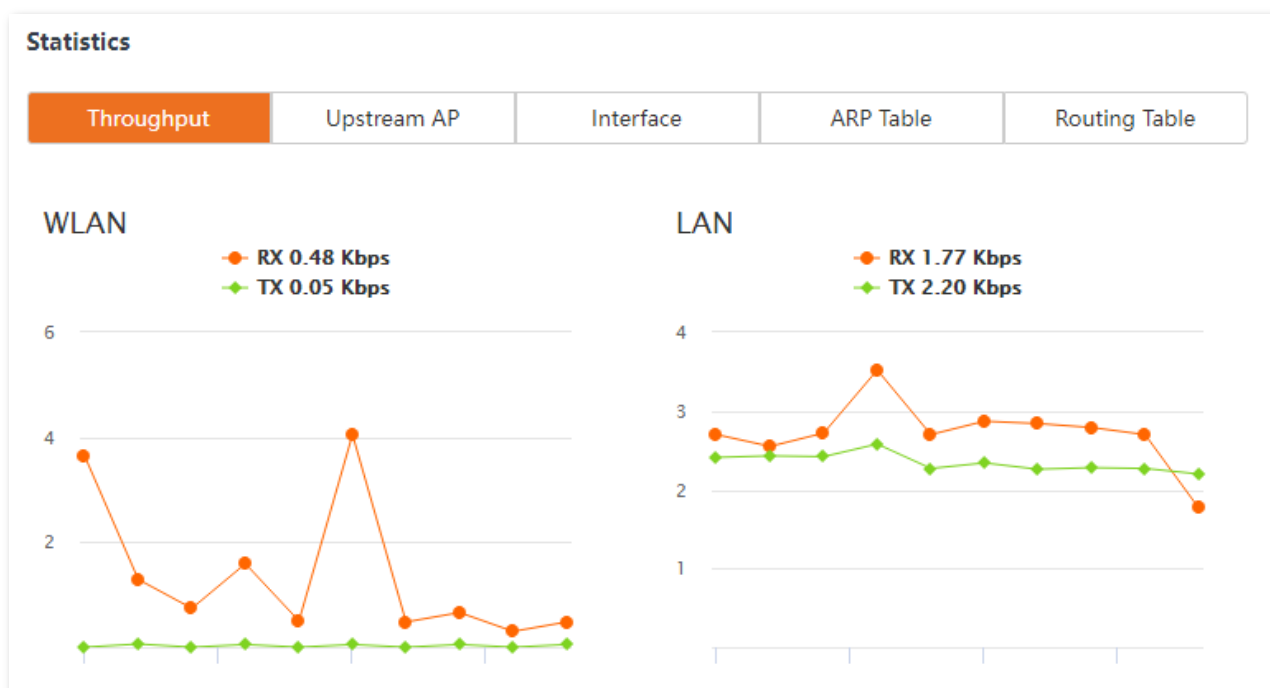 Statistics
Throughput
Upstream AP
Interface
ARP Table
Routing Table
WLAN
RX 0.48 Kbps
TX 0.05 Kbps
6
4
2
LAN
RX 1.77 Kbps
TX 2.20 Kbps
4
3
2
1